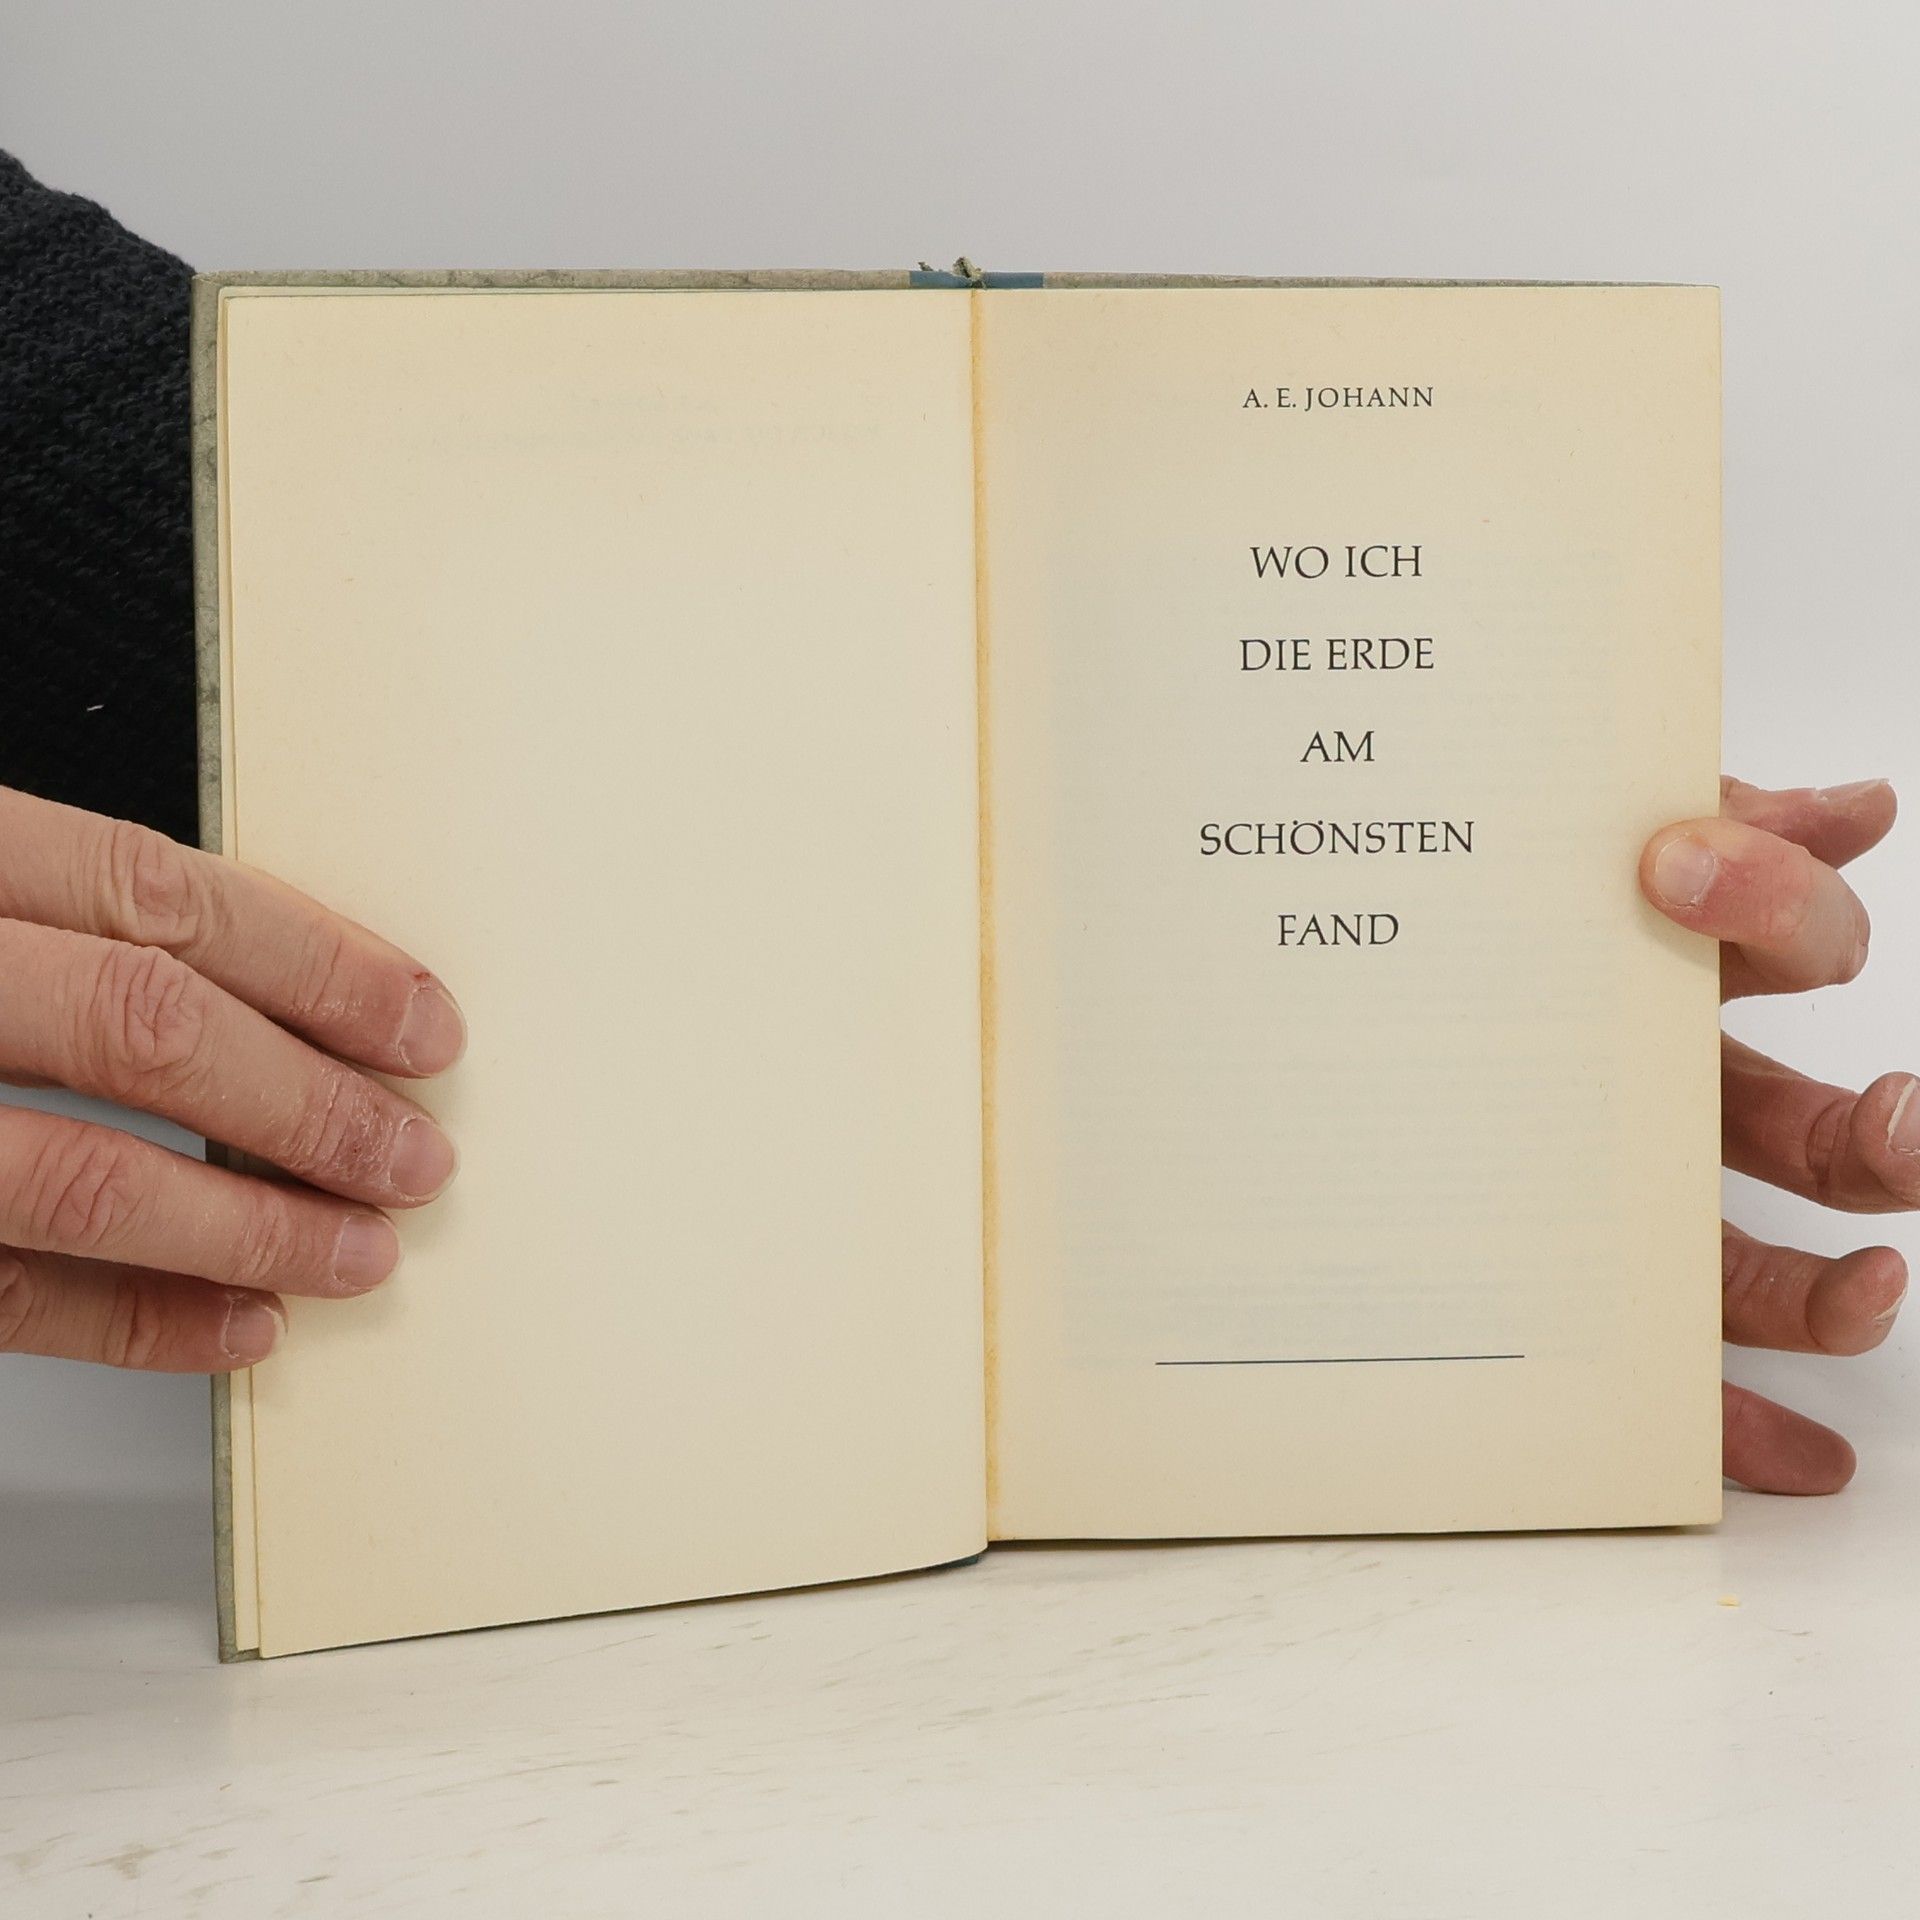 A. E. JOHANN
WO ICH
DIE ERDE
AM
SCHÖNSTEN
FAND